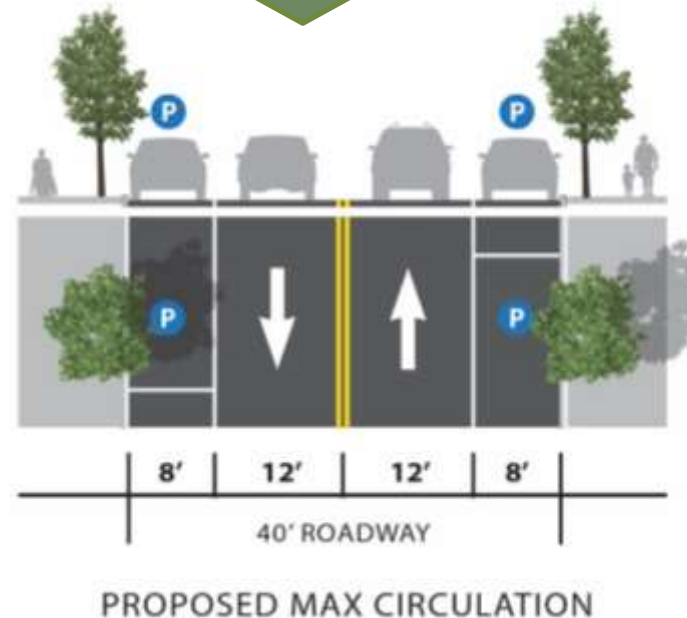 P P
P P
8' 12' 12' 8'
40' ROADWAY
PROPOSED MAX CIRCULATION